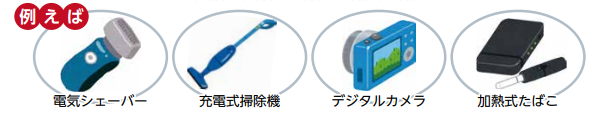 例えば
電気シェーバー
充電式掃除機
デジタルカメラ
加熱式たばこ